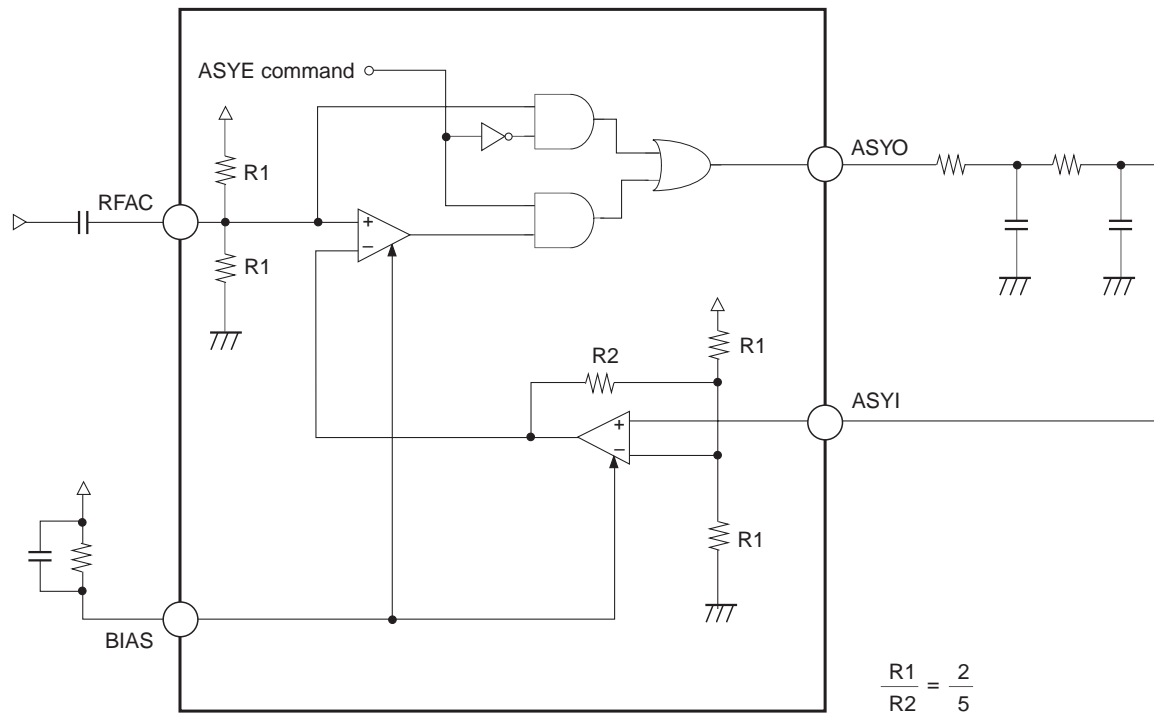 ASYE command
R1
RFAC
R1
+
−
ASYO
R1
R2
ASYI
+
−
R1
BIAS
R1/R2 = 2/5